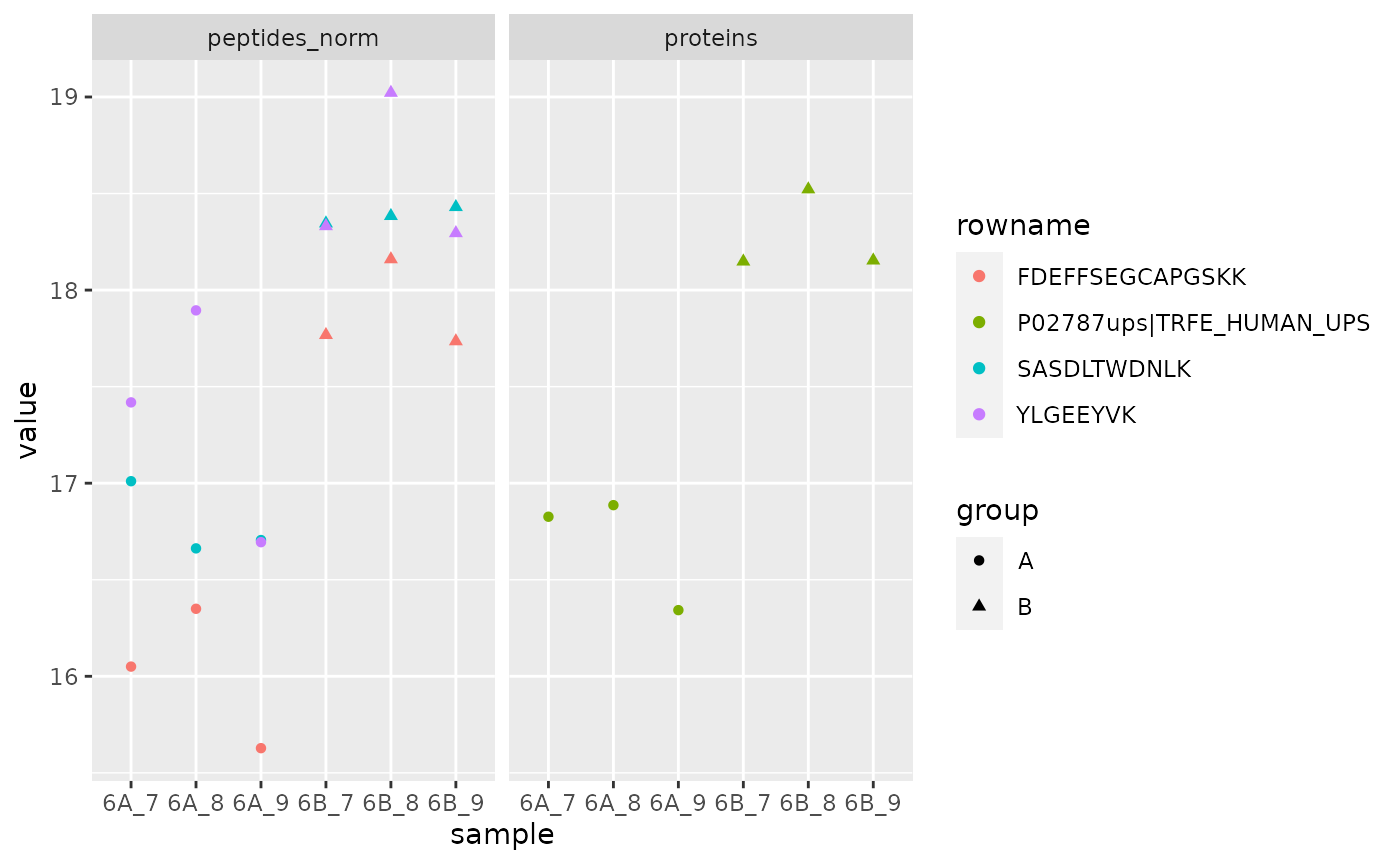 peptides_norm proteins
19
18
17
16
value
6A_7 6A_8 6A_9 6B_7 6B_8 6B_9 6A_7 6A_8 6A_9 6B_7 6B_8 6B_9
sample
rowname
FDEFFSEGCAPGSKK
P02787ups|TRFE_HUMAN_UPS
SASDLTWDNLK
YLGEEYVK
group
A
B